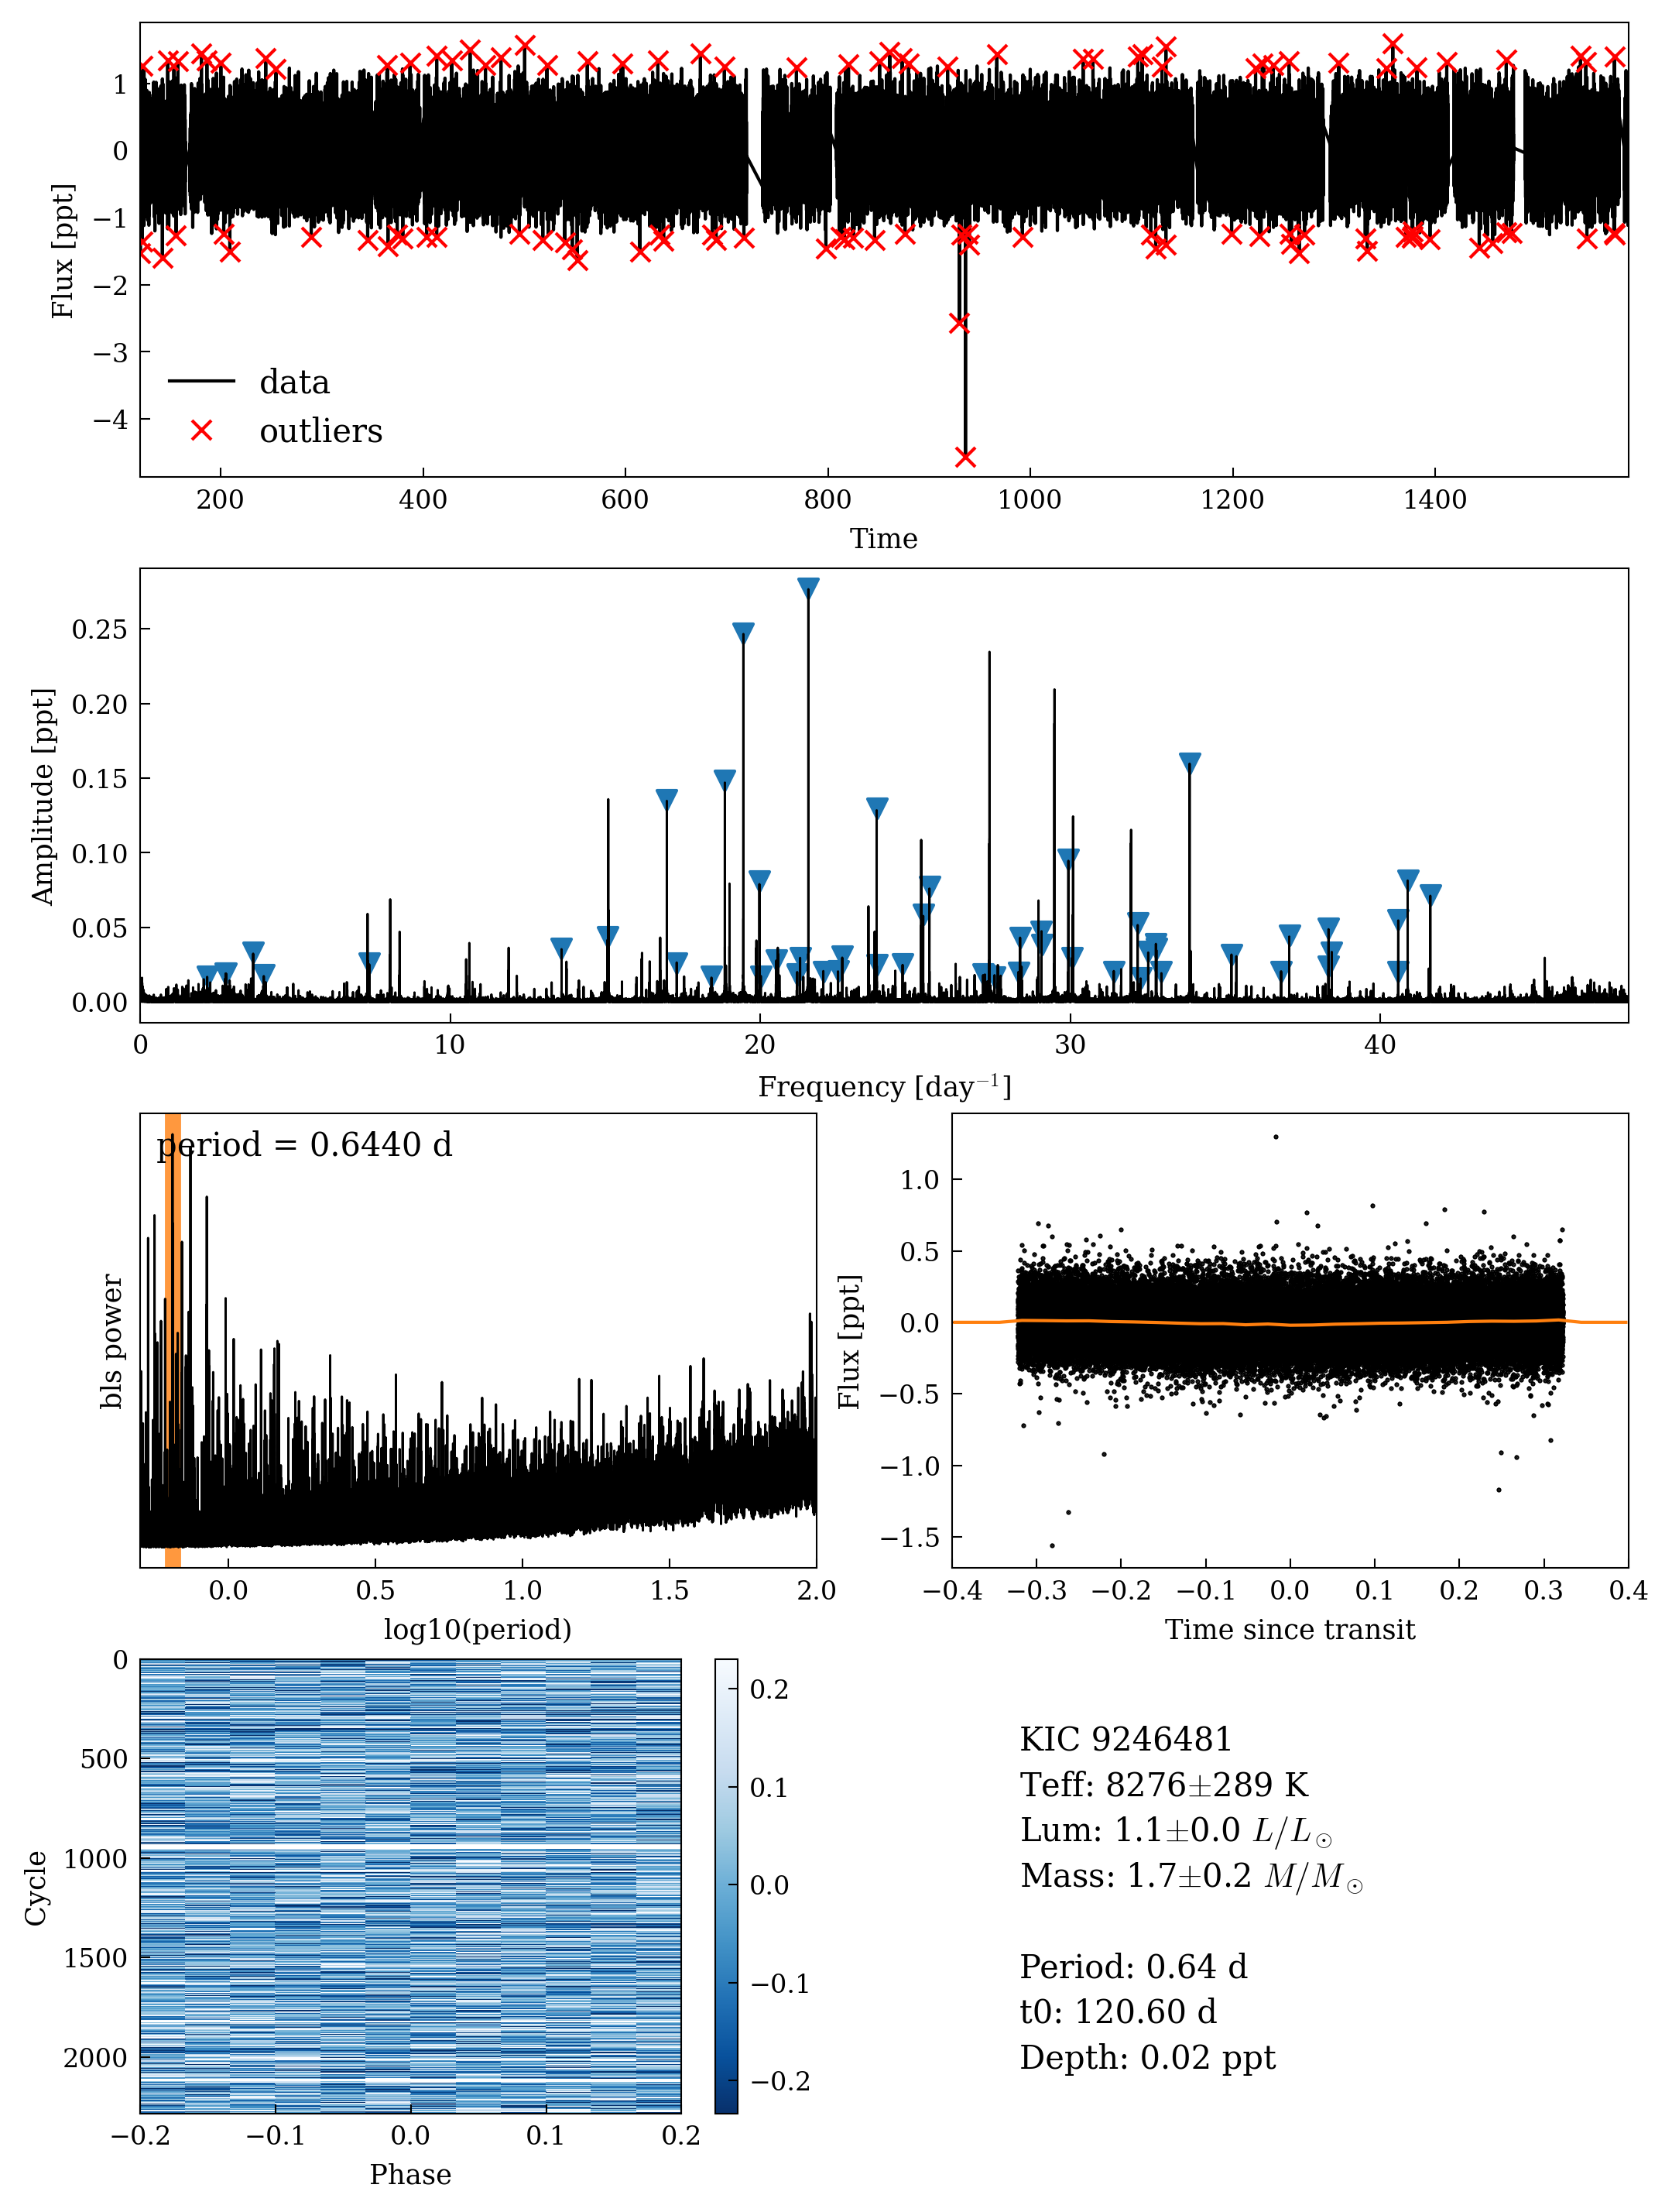 1
0
−1
−2
−3
−4
Flux [ppt]
data
outliers
200
400
600
800
1000
1200
1400
Time
0.25
0.20
0.15
0.10
0.05
0.00
Amplitude [ppt]
0
10
20
30
40
Frequency [day⁻¹]
period = 0.6440 d
bls power
0.0
0.5
1.0
1.5
2.0
log10(period)
1.0
0.5
0.0
−0.5
−1.0
−1.5
Flux [ppt]
−0.4
−0.3
−0.2
−0.1
0.0
0.1
0.2
0.3
0.4
Time since transit
0
500
1000
1500
2000
Cycle
−0.2
−0.1
0.0
0.1
0.2
Phase
0.2
0.1
0.0
−0.1
−0.2
KIC 9246481
Teff: 8276±289 K
Lum: 1.1±0.0 L/L⊙
Mass: 1.7±0.2 M/M⊙
Period: 0.64 d
t0: 120.60 d
Depth: 0.02 ppt